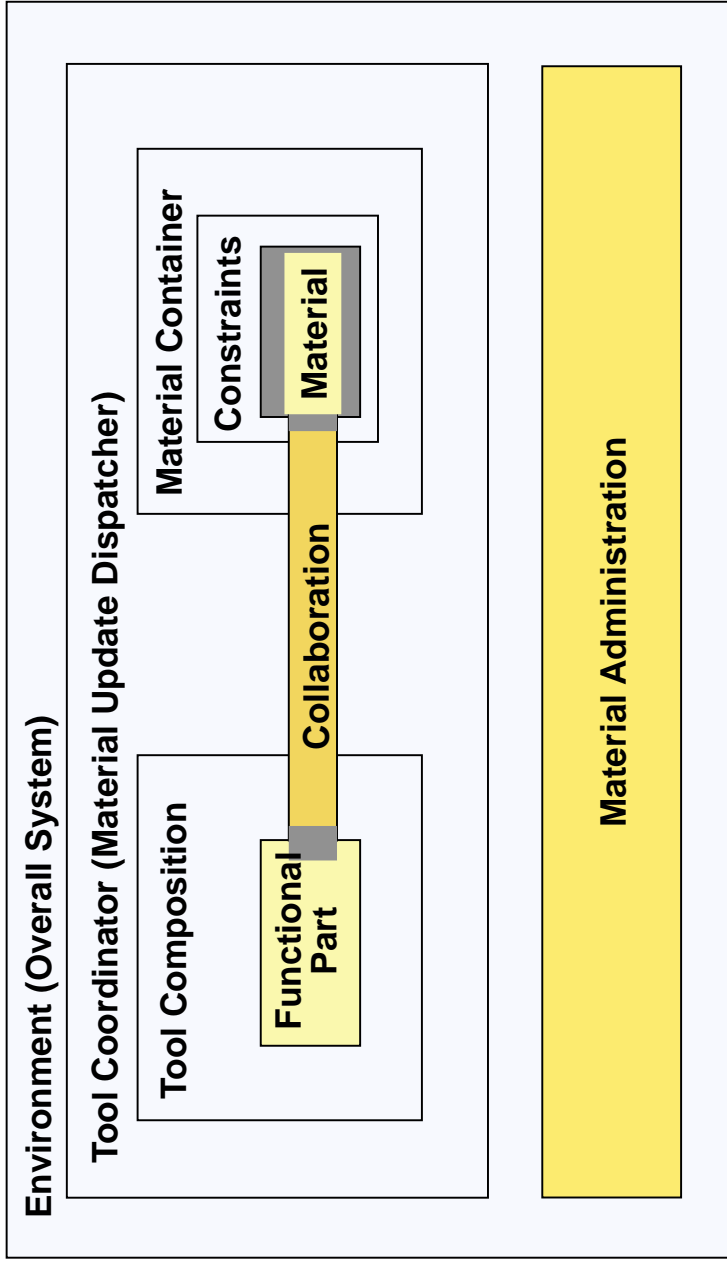 Environment (Overall System)
Tool Coordinator (Material Update Dispatcher)
Tool Composition
Material Container
Constraints
Functional
Part
Collaboration
Material
Material Administration